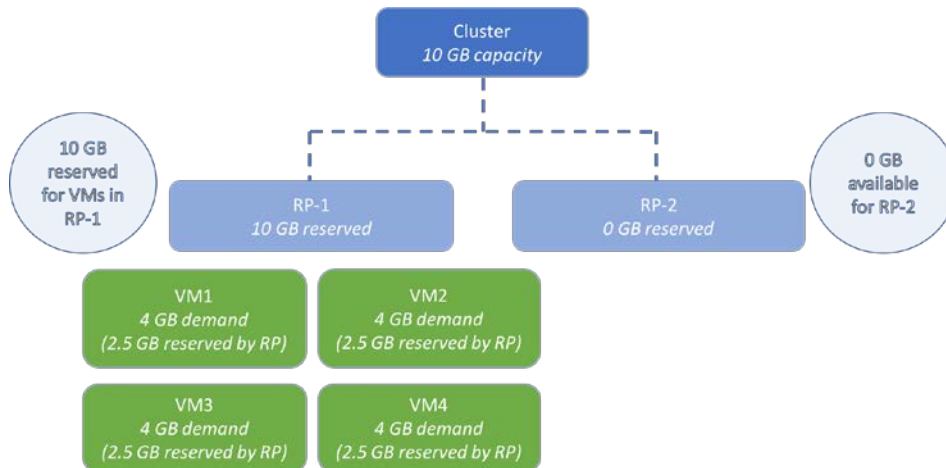 Cluster
10 GB capacity
10 GB
reserved
for VMs in
RP-1
0 GB
available
for RP-2
RP-1
10 GB reserved
RP-2
0 GB reserved
VM1
4 GB demand
(2.5 GB reserved by RP)
VM2
4 GB demand
(2.5 GB reserved by RP)
VM3
4 GB demand
(2.5 GB reserved by RP)
VM4
4 GB demand
(2.5 GB reserved by RP)